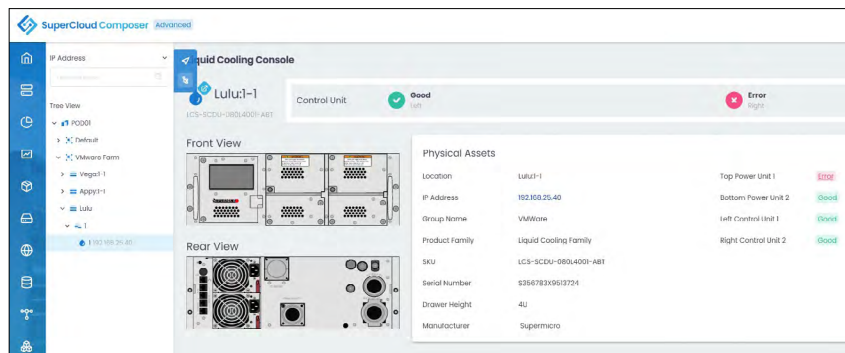 SuperCloud Composer Advanced
IP Address
Tree View
POD01
Default
VMware Farm
Vega:1-1
Appy:1-1
Lulu
1
1 192.168.25.40
quid Cooling Console
Lulu:1-1
LCS-SCDU-080L4001-ABT
Control Unit
Good
Left
Error
Right
Front View
Rear View
Physical Assets
Location Lulu:1-1 Top Power Unit 1 Error
IP Address 192.168.25.40 Bottom Power Unit 2 Good
Group Name VMWare Left Control Unit 1 Good
Product Family Liquid Cooling Family Right Control Unit 2 Good
SKU LCS-SCDU-080L4001-ABT
Serial Number S356783X9513724
Drawer Height 4U
Manufacturer Supermicro